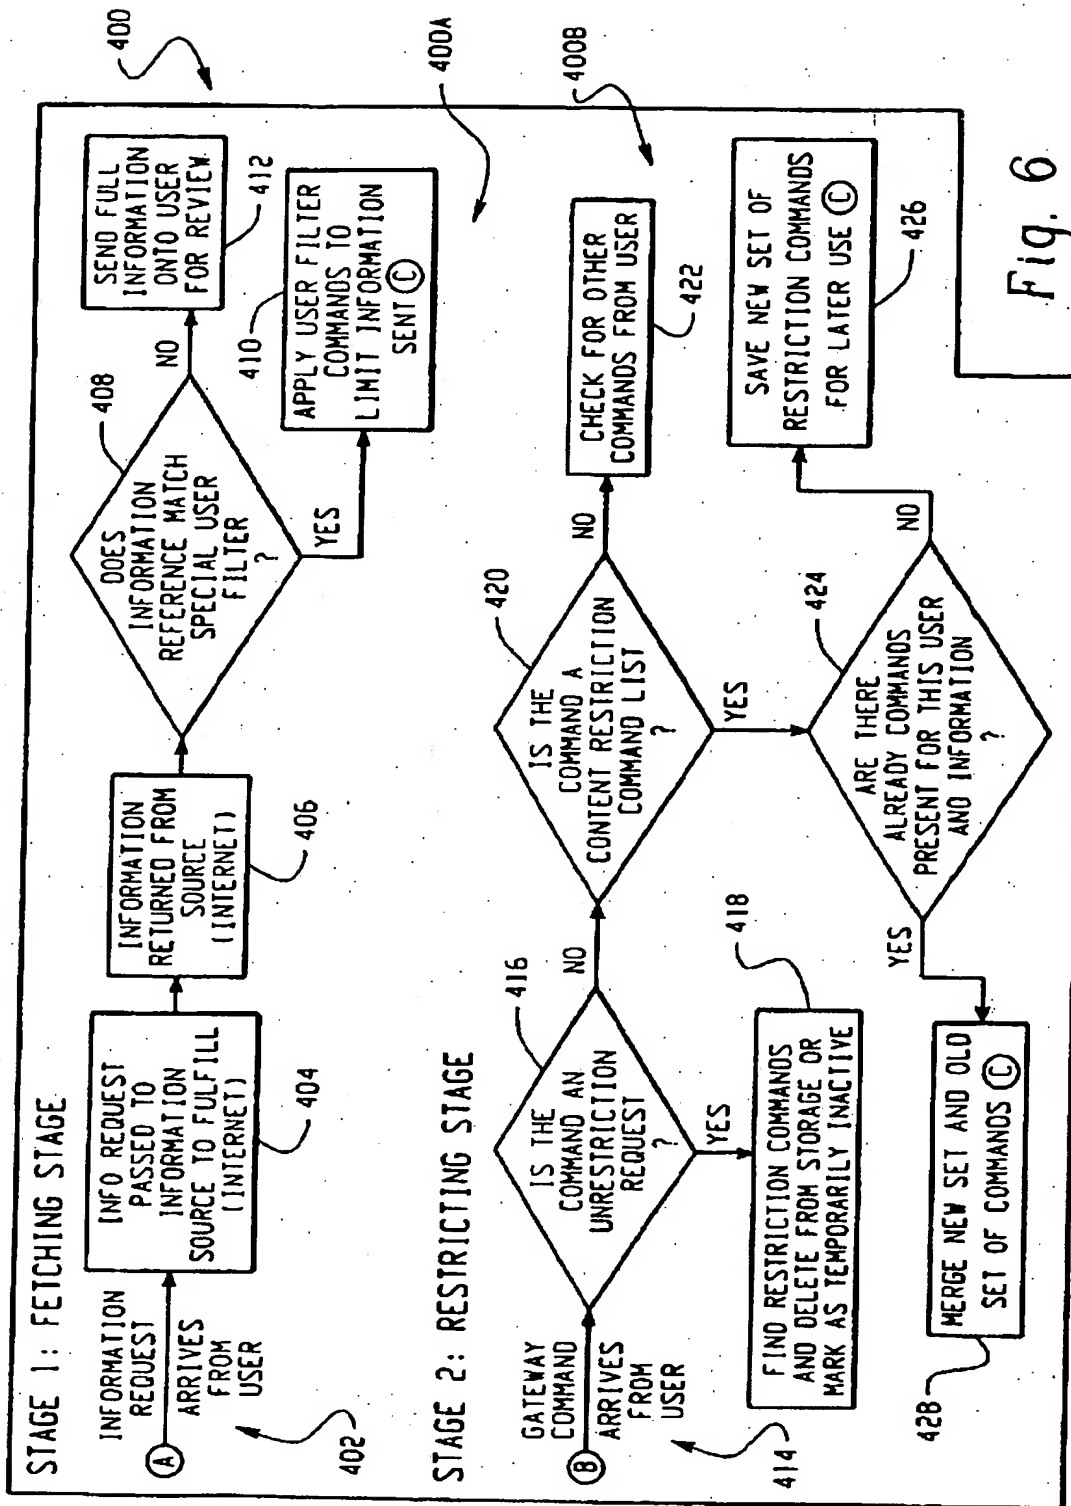 400
STAGE 1: FETCHING STAGE
INFORMATION
REQUEST
ARRIVES
FROM
USER
A
402
INFO REQUEST
PASSED TO
INFORMATION
SOURCE TO FULFILL
(INTERNET)
404
INFORMATION
RETURNED FROM
SOURCE
(INTERNET)
406
DOES
INFORMATION
REFERENCE MATCH
SPECIAL USER
FILTER
?
408
NO
SEND FULL
INFORMATION
ONTO USER
FOR REVIEW
412
YES
410
APPLY USER FILTER
COMMANDS TO
LIMIT INFORMATION
SENT C
400A
STAGE 2: RESTRICTING STAGE
400B
GATEWAY
COMMAND
ARRIVES
FROM
USER
B
414
IS THE
COMMAND AN
UNRESTRICTION
REQUEST
?
416
YES
FIND RESTRICTION COMMANDS
AND DELETE FROM STORAGE OR
MARK AS TEMPORARILY INACTIVE
418
NO
IS THE
COMMAND A
CONTENT RESTRICTION
COMMAND LIST
?
420
NO
CHECK FOR OTHER
COMMANDS FROM USER
422
YES
ARE THERE
ALREADY COMMANDS
PRESENT FOR THIS USER
AND INFORMATION
?
424
NO
SAVE NEW SET OF
RESTRICTION COMMANDS
FOR LATER USE C
426
YES
MERGE NEW SET AND OLD
SET OF COMMANDS C
428
Fig. 6